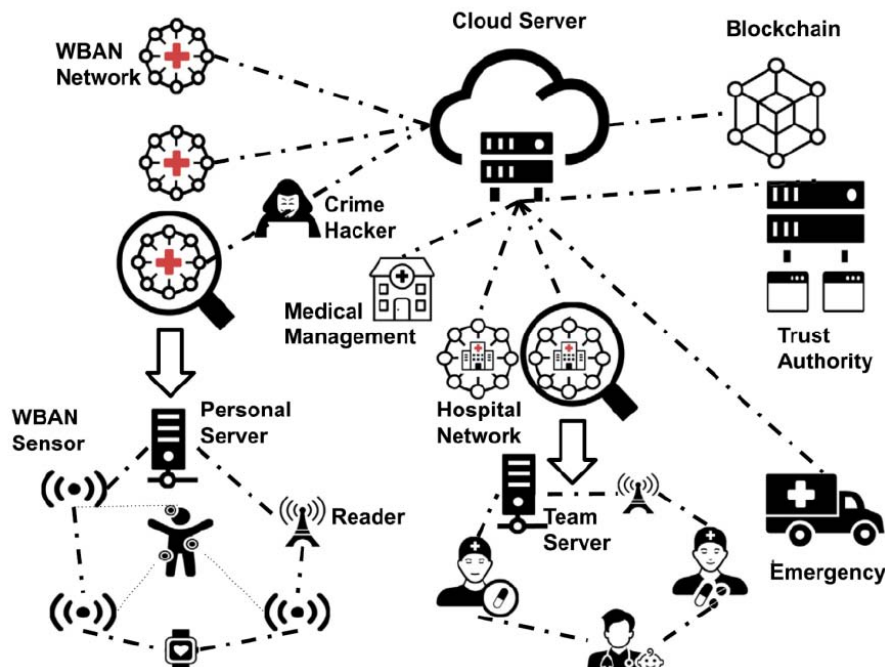 Cloud Server
WBAN
Network
Blockchain
Crime
Hacker
Medical
Management
Trust
Authority
Hospital
Network
WBAN
Sensor
Personal
Server
Reader
Team
Server
Emergency